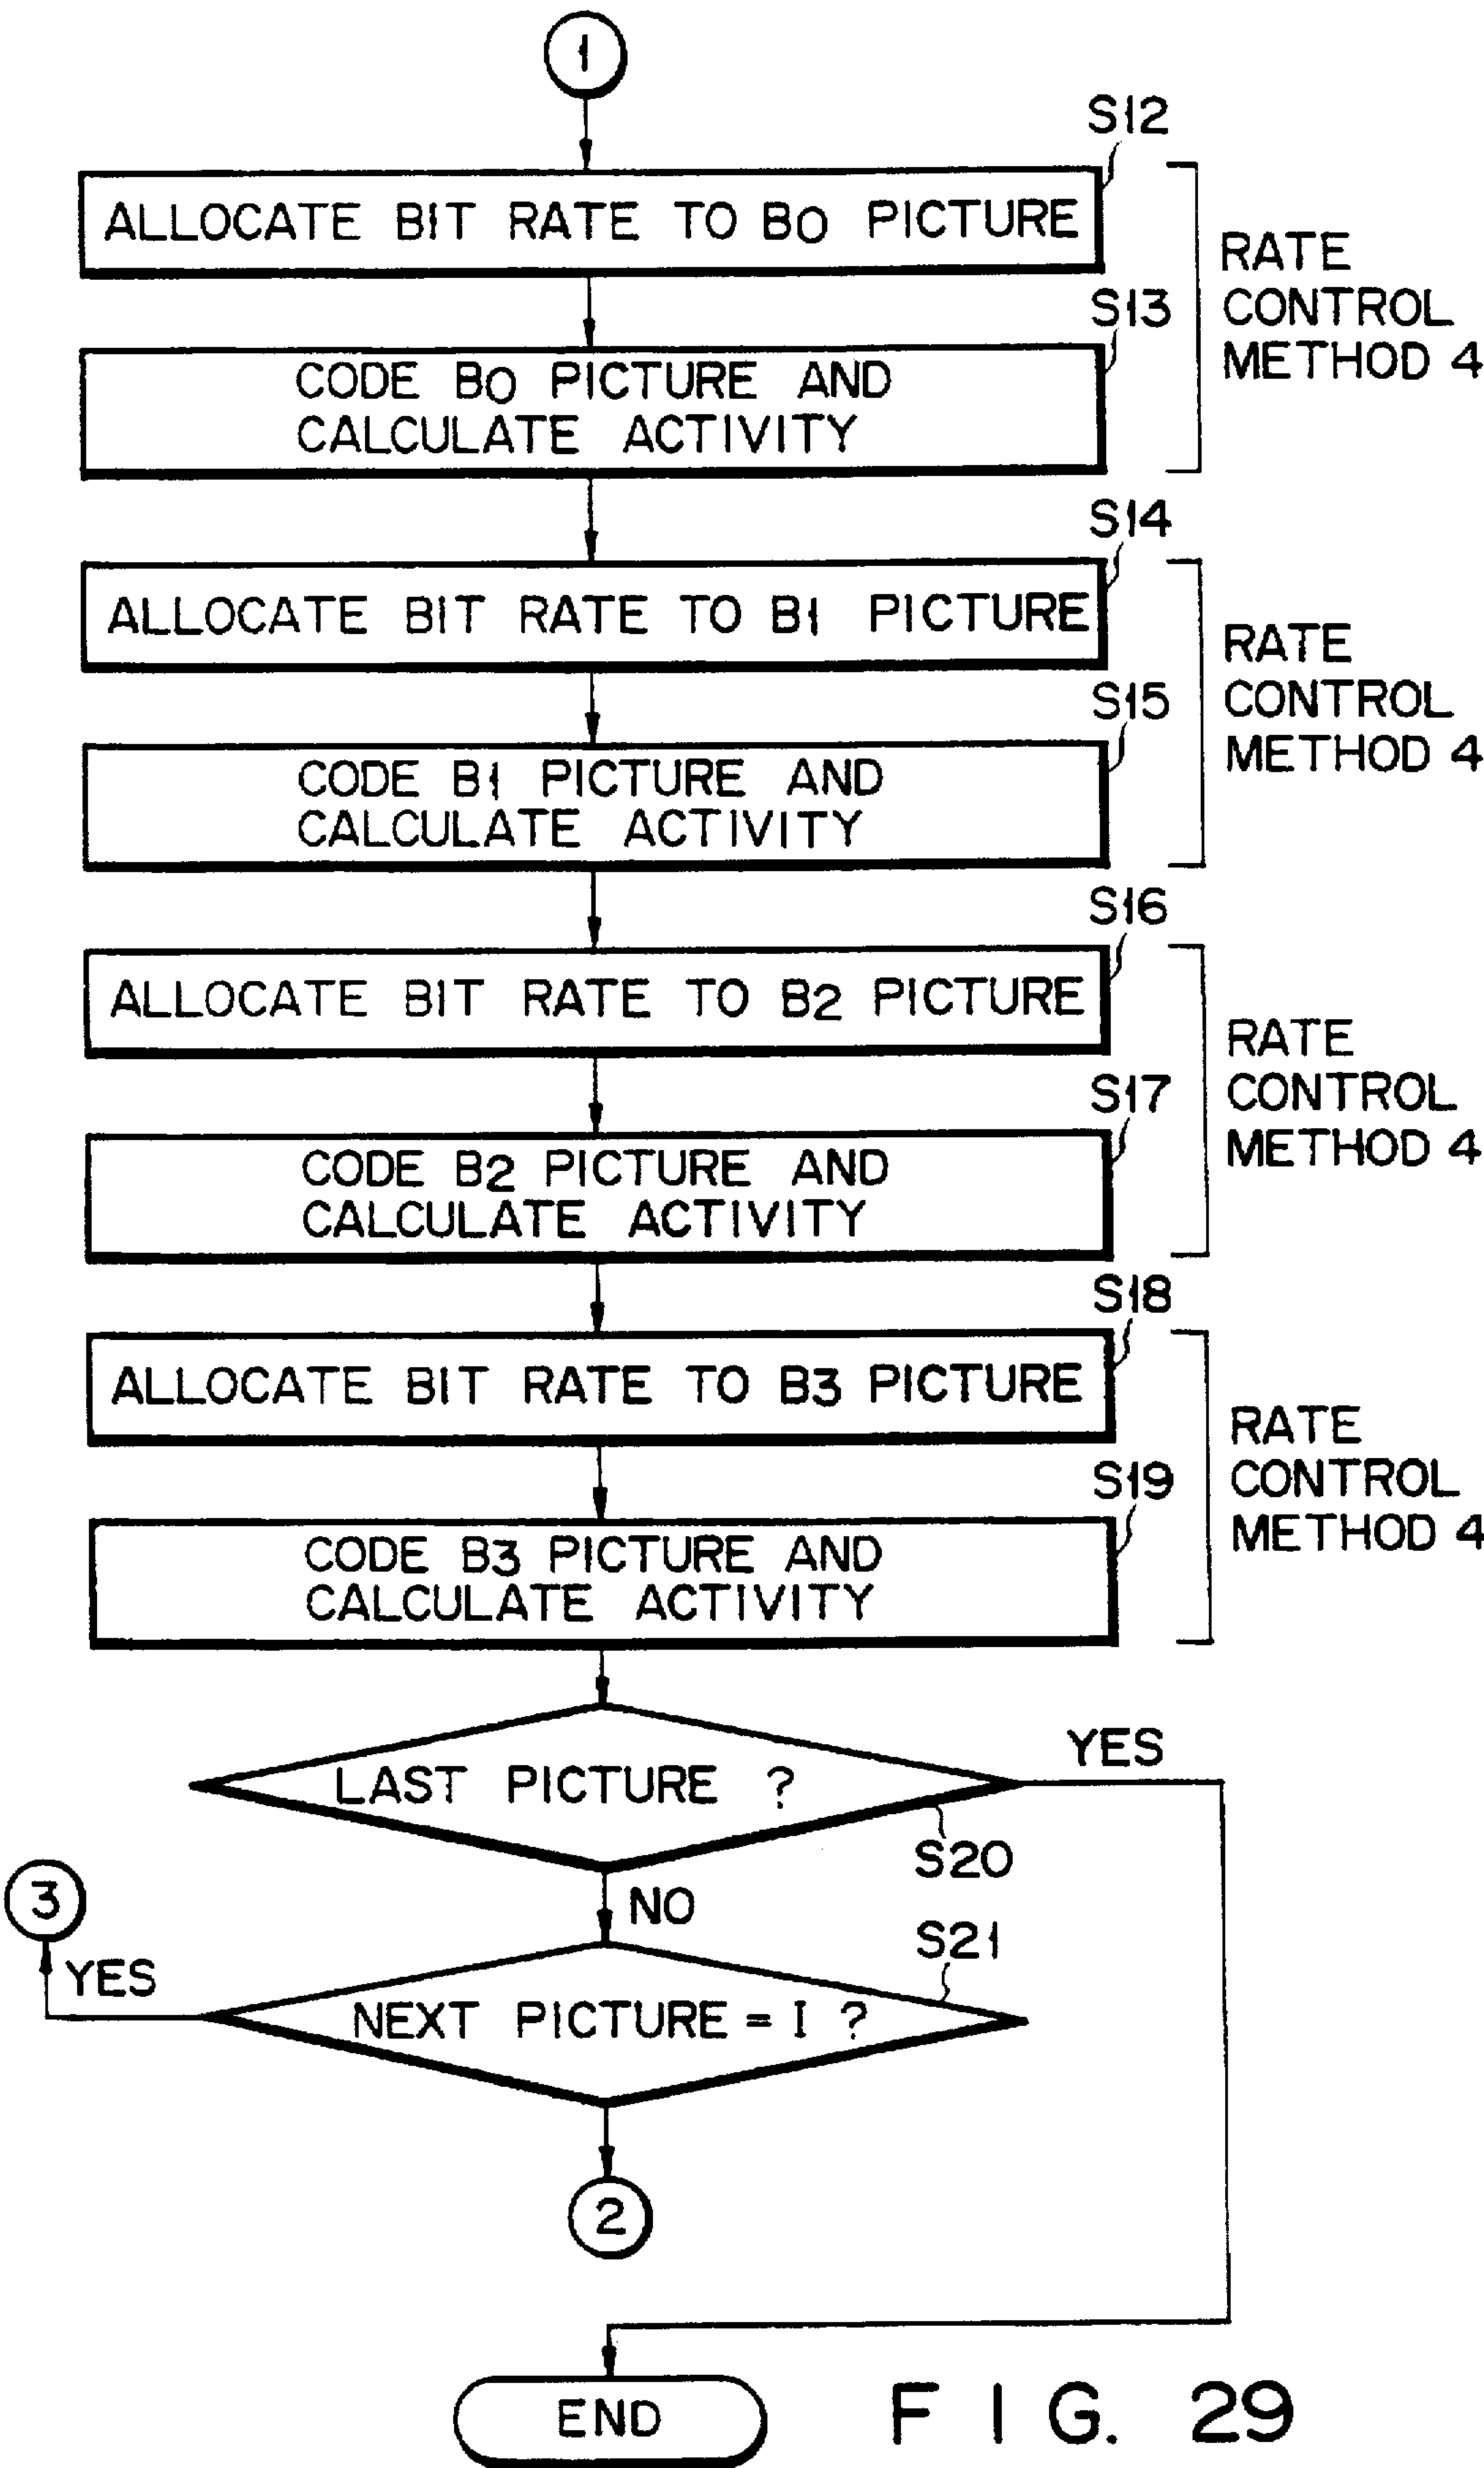 1
S12
ALLOCATE BIT RATE TO B0 PICTURE
RATE
CONTROL
METHOD 4
S13
CODE B0 PICTURE AND
CALCULATE ACTIVITY
S14
ALLOCATE BIT RATE TO B1 PICTURE
RATE
CONTROL
METHOD 4
S15
CODE B1 PICTURE AND
CALCULATE ACTIVITY
S16
ALLOCATE BIT RATE TO B2 PICTURE
RATE
CONTROL
METHOD 4
S17
CODE B2 PICTURE AND
CALCULATE ACTIVITY
S18
ALLOCATE BIT RATE TO B3 PICTURE
RATE
CONTROL
METHOD 4
S19
CODE B3 PICTURE AND
CALCULATE ACTIVITY
LAST PICTURE ?
YES
S20
NO
3
YES
S21
NEXT PICTURE = I ?
2
END
FIG. 29